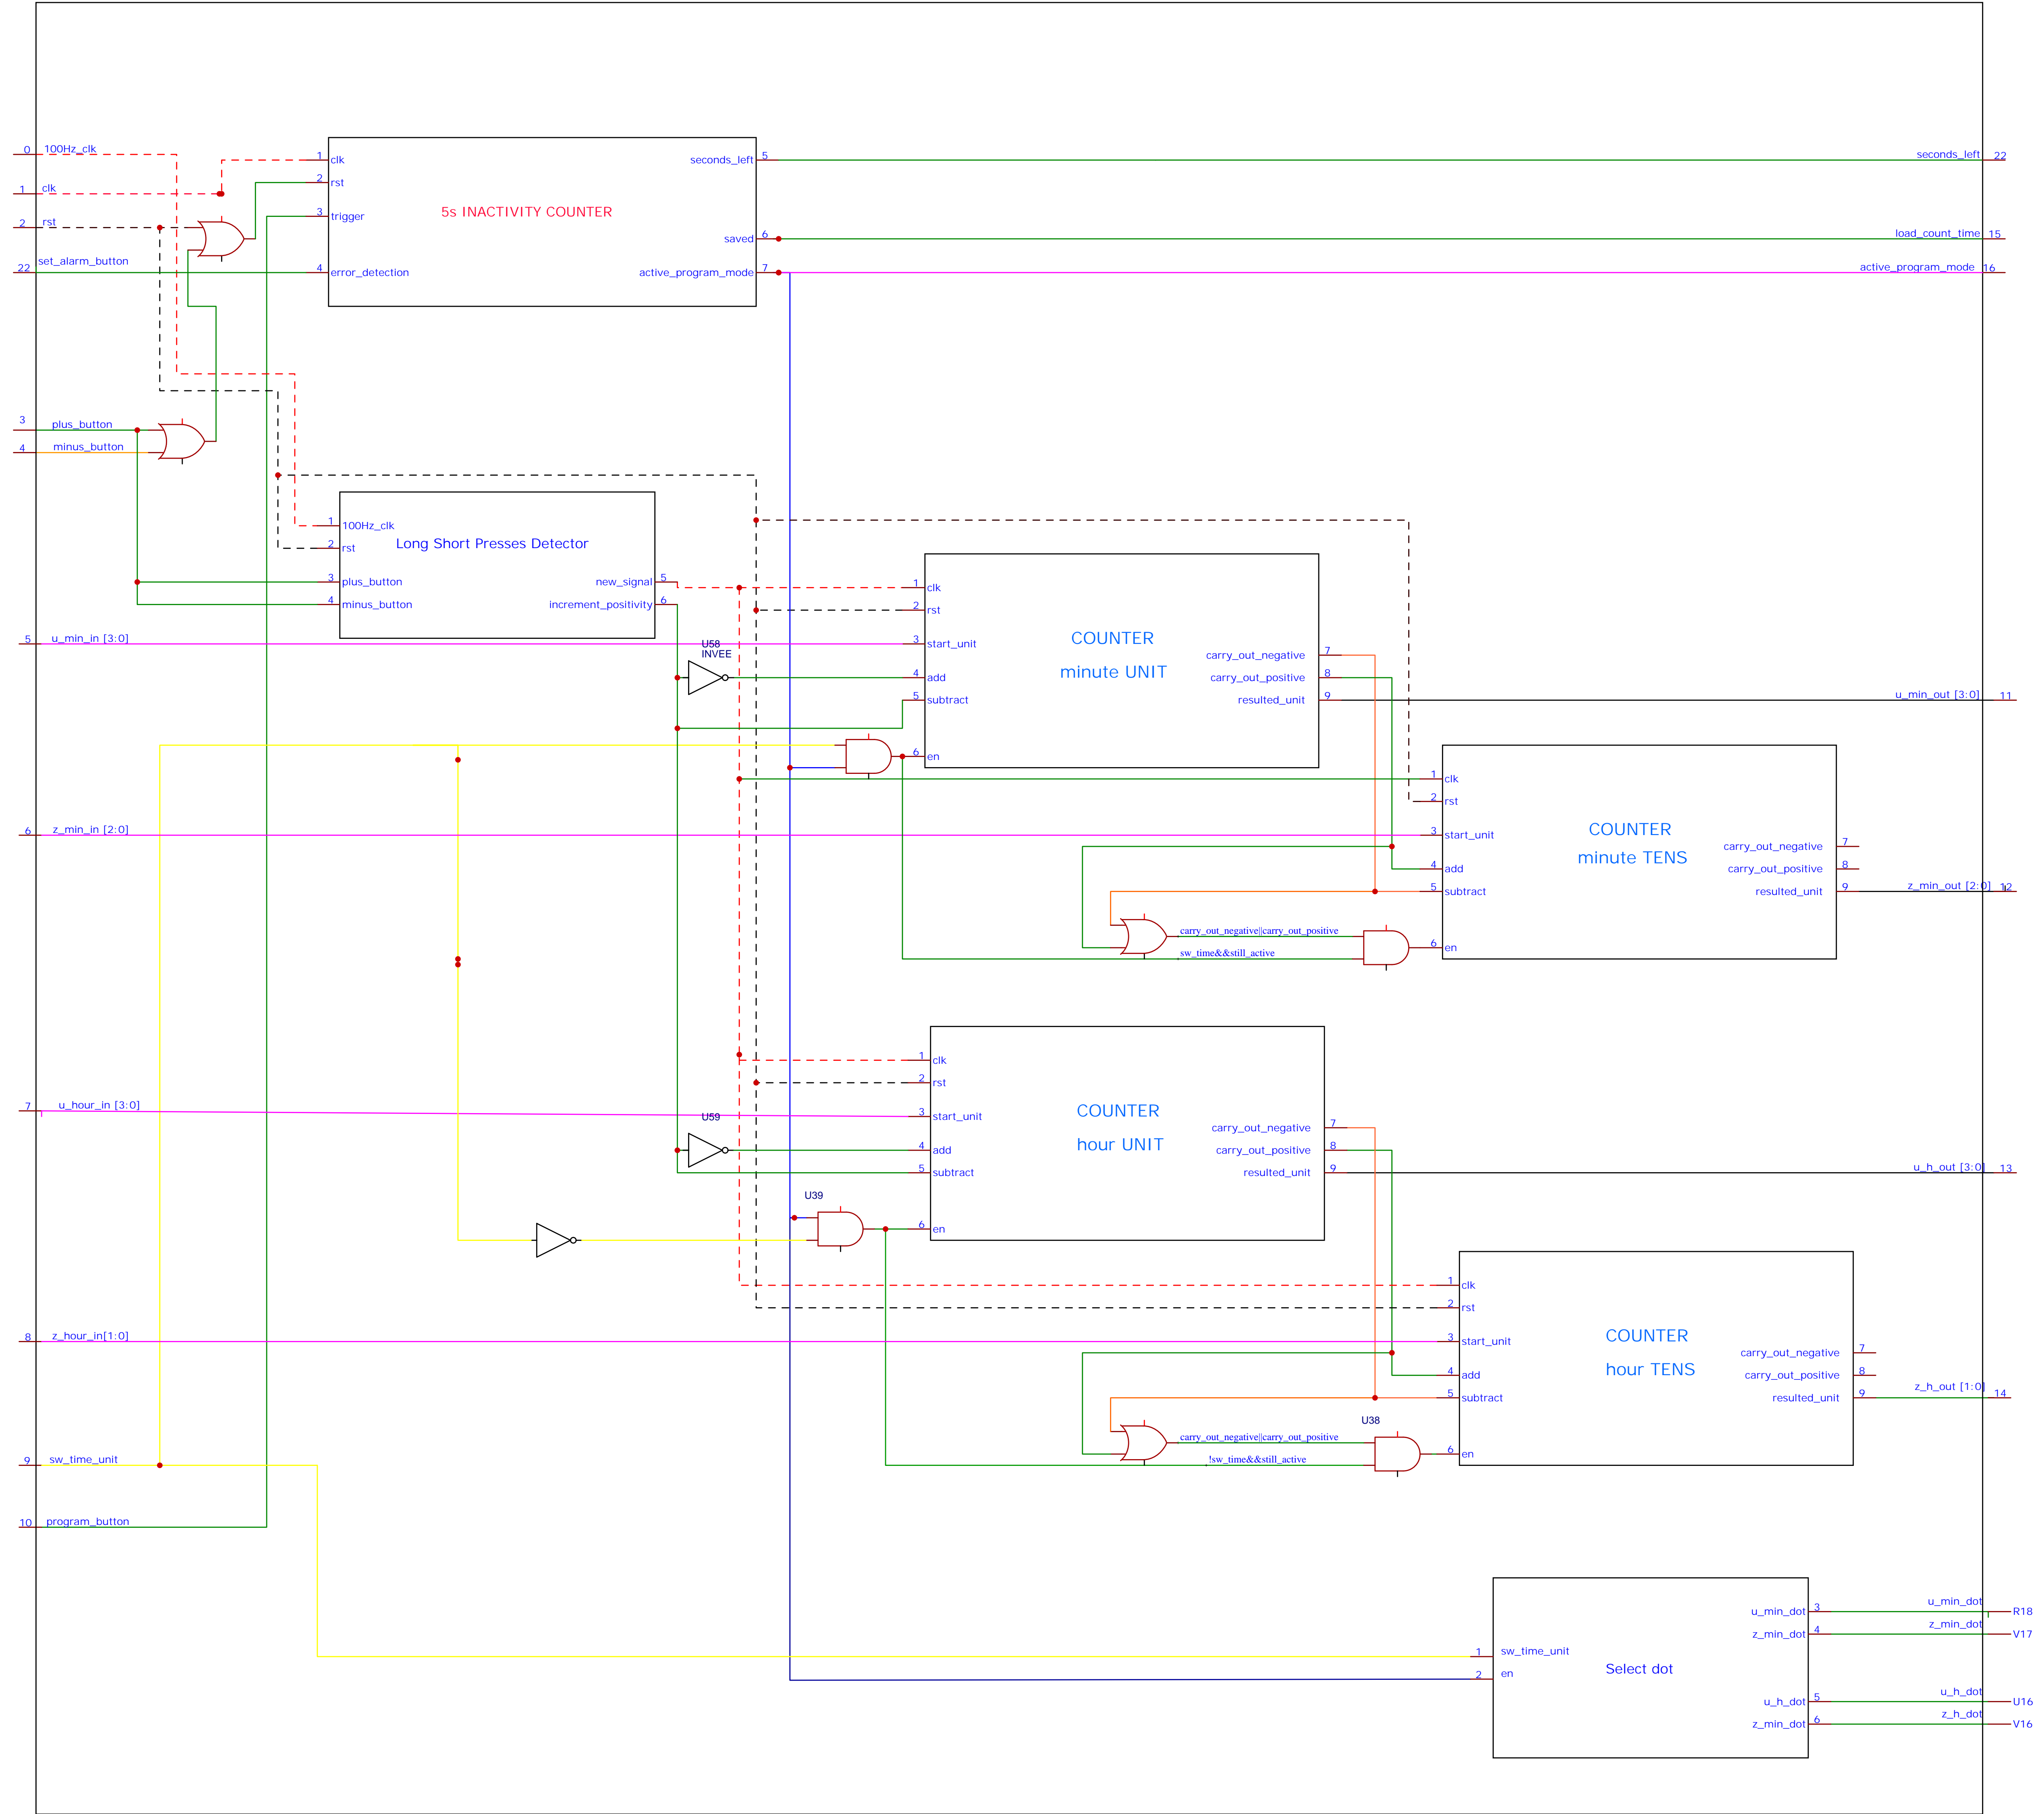 0 100Hz_clk
1 clk
2 rst
22 set_alarm_button
1 clk
2 rst
3 trigger
4 error_detection
5s INACTIVITY COUNTER
seconds_left 5
saved 6
active_program_mode 7
seconds_left 22
load_count_time 15
active_program_mode 16
3 plus_button
4 minus_button
1 100Hz_clk
2 rst
Long Short Presses Detector
3 plus_button
4 minus_button
new_signal 5
increment_positivity 6
5 u_min_in [3:0]
U58
INVEE
1 clk
2 rst
3 start_unit
4 add
5 subtract
6 en
COUNTER
minute UNIT
carry_out_negative 7
carry_out_positive 8
resulted_unit 9
u_min_out [3:0] 11
6 z_min_in [2:0]
1 clk
2 rst
3 start_unit
4 add
5 subtract
6 en
COUNTER
minute TENS
carry_out_negative 7
carry_out_positive 8
resulted_unit 9
z_min_out [2:0] 12
carry_out_negative||carry_out_positive
sw_time&&still_active
7 u_hour_in [3:0]
U59
1 clk
2 rst
3 start_unit
4 add
5 subtract
6 en
COUNTER
hour UNIT
carry_out_negative 7
carry_out_positive 8
resulted_unit 9
u_h_out [3:0] 13
U39
8 z_hour_in[1:0]
1 clk
2 rst
3 start_unit
4 add
5 subtract
6 en
COUNTER
hour TENS
carry_out_negative 7
carry_out_positive 8
resulted_unit 9
z_h_out [1:0] 14
U38
carry_out_negative||carry_out_positive
!sw_time&&still_active
9 sw_time_unit
10 program_button
1 sw_time_unit
2 en
Select dot
u_min_dot 3
z_min_dot 4
u_h_dot 5
z_min_dot 6
u_min_dot R18
z_min_dot V17
u_h_dot U16
z_h_dot V16